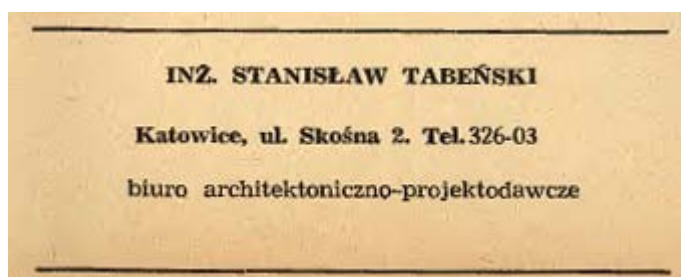 INŻ. STANISŁAW TABEŃSKI
Katowice, ul. Skośna 2. Tel. 326-03
biuro architektoniczno-projektodawcze